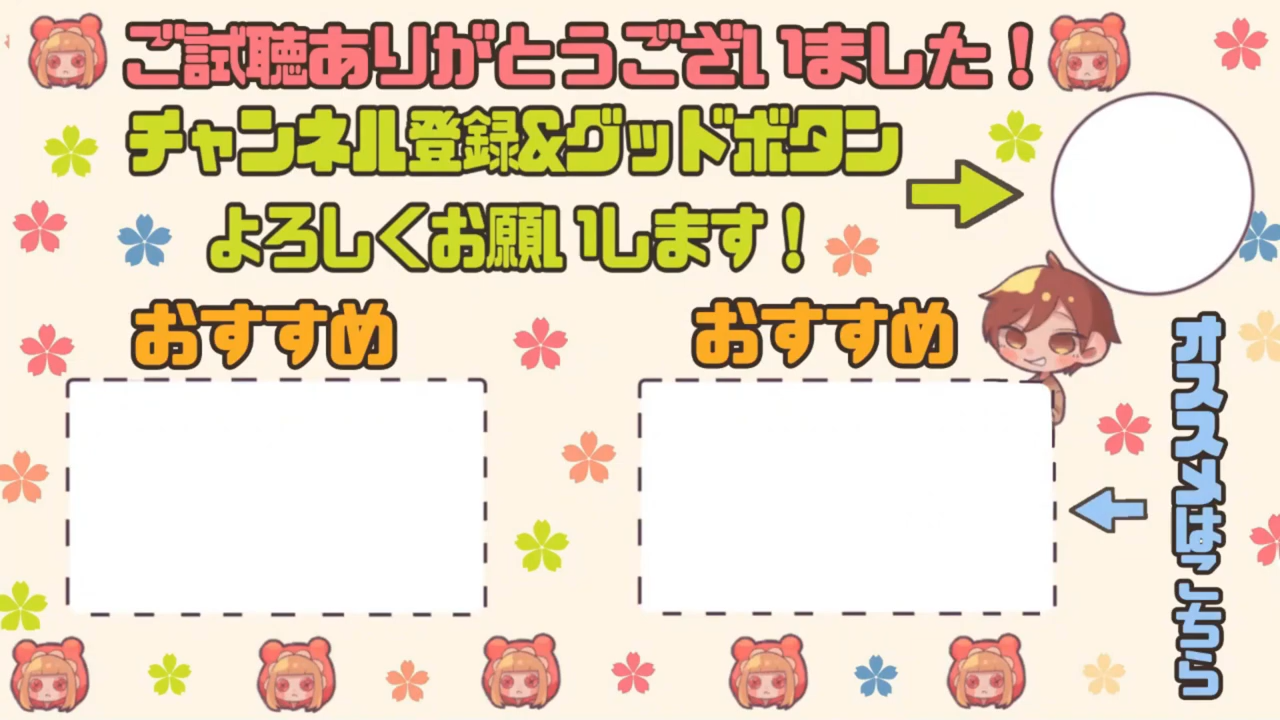 ご試聴ありがとうございました！
チャンネル登録&グッドボタン
よろしくお願いします！
おすすめ
おすすめ
オススメはこちら